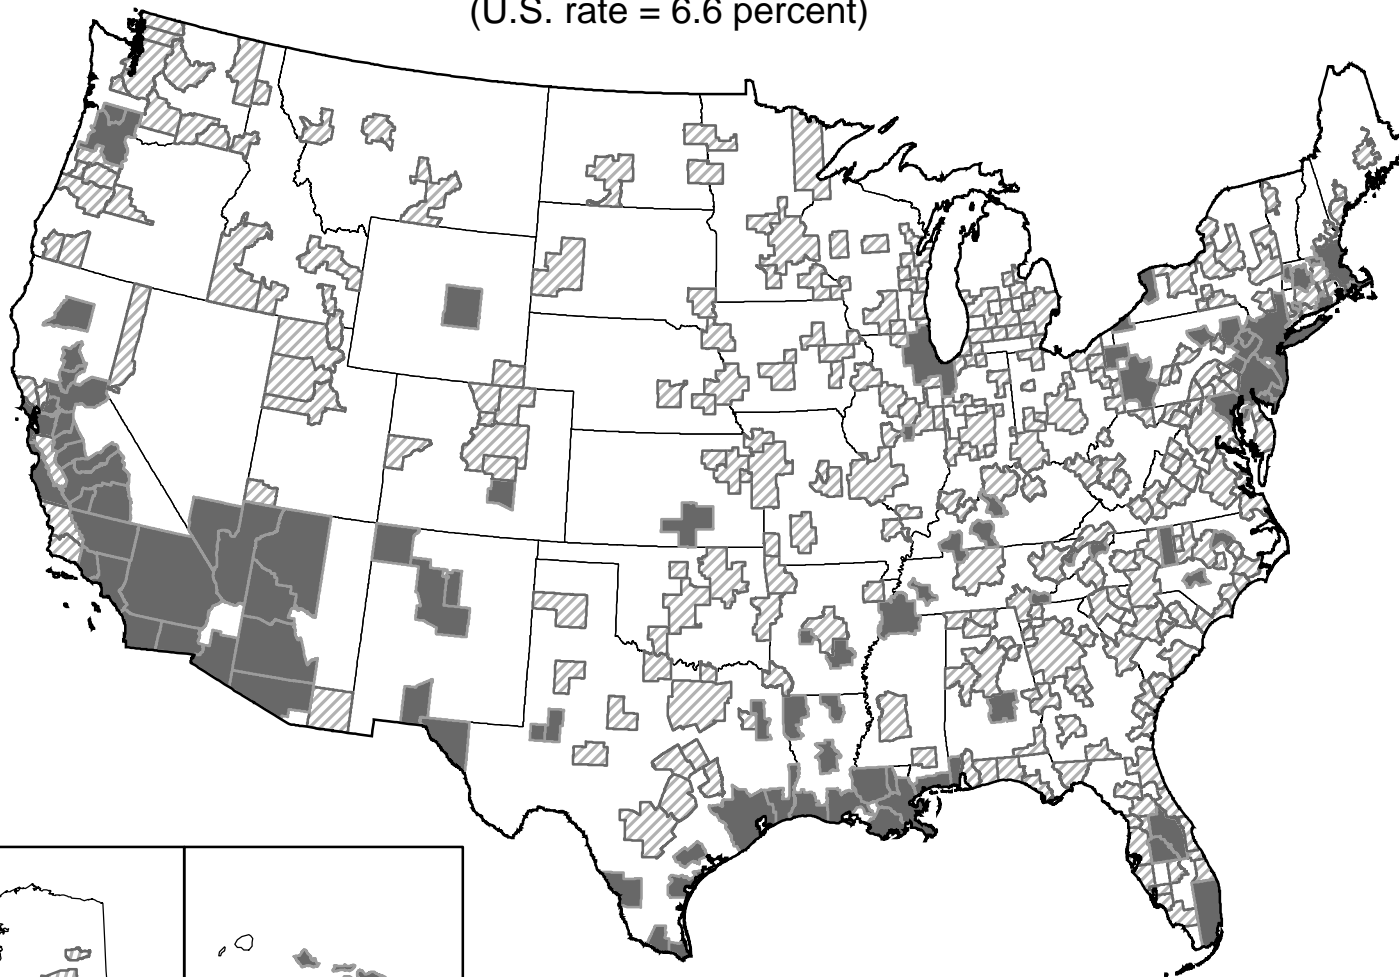 (U.S. rate = 6.6 percent)